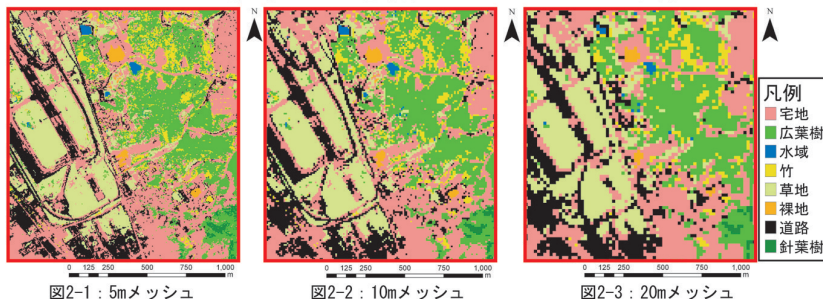 N
N
N
凡例
宅地
広葉樹
水域
竹
草地
裸地
道路
針葉樹
0 125 250 500 750 1,000
m
0 125 250 500 750 1,000
m
0 125 250 500 750 1,000
m
図2-1：5mメッシュ
図2-2：10mメッシュ
図2-3：20mメッシュ